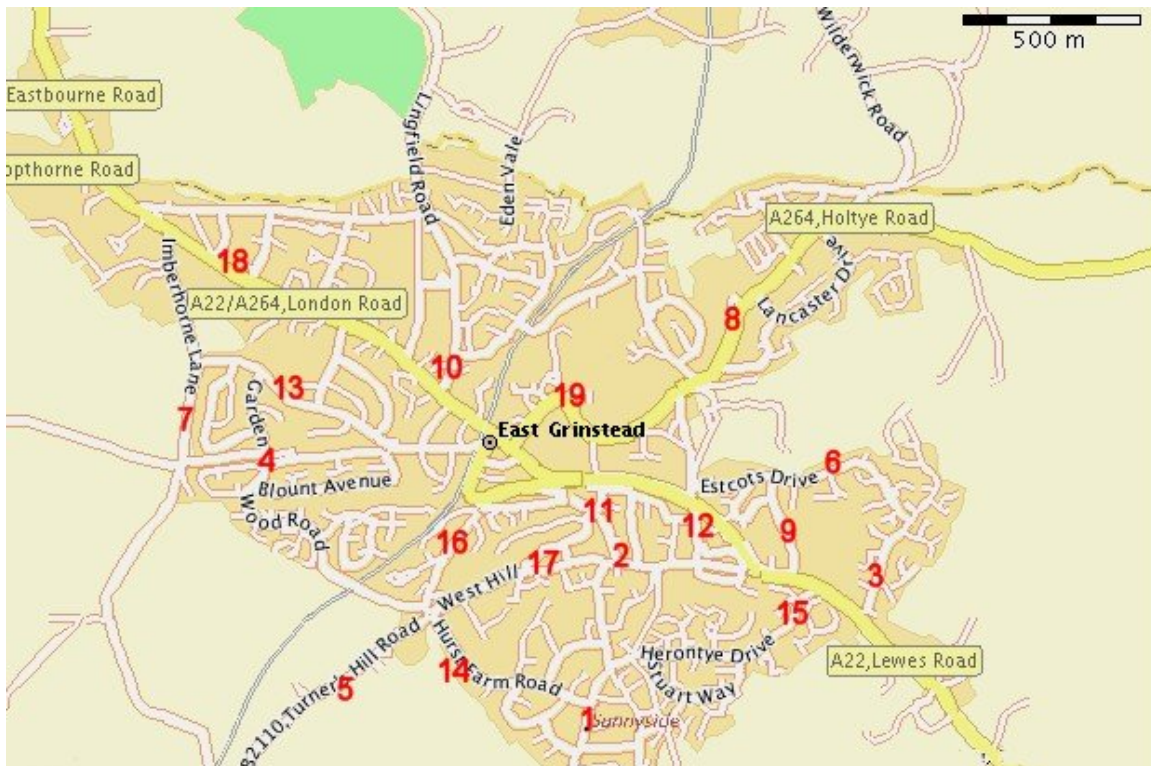 500 m
Wilderwick Road
Eastbourne Road
Lingfield Road
opthorne Road
Eden Vale
A264,Holtye Road
Imberhorne Lane
18
A22/A264,London Road
Lancaster Drive
8
10
13
Garden
19
7
East Grinstead
4
6
Blount Avenue
Estcots Drive
Wood Road
11
12
9
16
17
2
West Hill
3
15
Hurst Farm Road
Herontye Drive
A22,Lewes Road
14
Stuart Way
5
B2110,Turner's Hill Road
1
Sunnyside